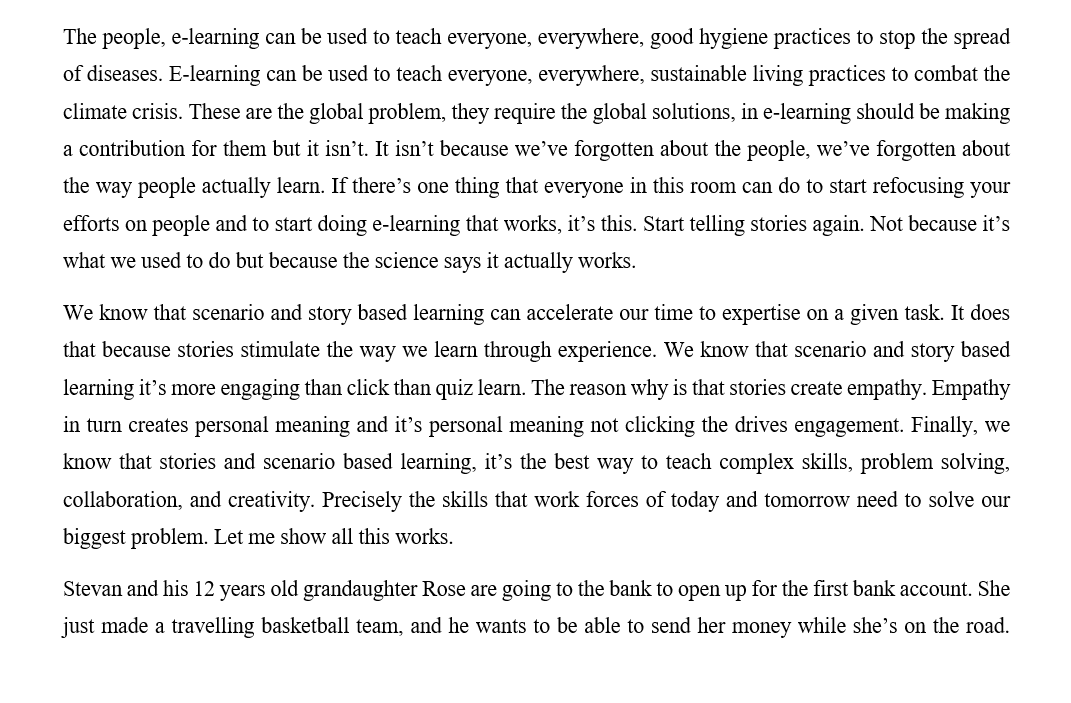 The people, e-learning can be used to teach everyone, everywhere, good hygiene practices to stop the spread
of diseases. E-learning can be used to teach everyone, everywhere, sustainable living practices to combat the
climate crisis. These are the global problem, they require the global solutions, in e-learning should be making
a contribution for them but it isn’t. It isn’t because we’ve forgotten about the people, we’ve forgotten about
the way people actually learn. If there’s one thing that everyone in this room can do to start refocusing your
efforts on people and to start doing e-learning that works, it’s this. Start telling stories again. Not because it’s
what we used to do but because the science says it actually works.
We know that scenario and story based learning can accelerate our time to expertise on a given task. It does
that because stories stimulate the way we learn through experience. We know that scenario and story based
learning it’s more engaging than click than quiz learn. The reason why is that stories create empathy. Empathy
in turn creates personal meaning and it’s personal meaning not clicking the drives engagement. Finally, we
know that stories and scenario based learning, it’s the best way to teach complex skills, problem solving,
collaboration, and creativity. Precisely the skills that work forces of today and tomorrow need to solve our
biggest problem. Let me show all this works.
Stevan and his 12 years old grandaughter Rose are going to the bank to open up for the first bank account. She
just made a travelling basketball team, and he wants to be able to send her money while she’s on the road.